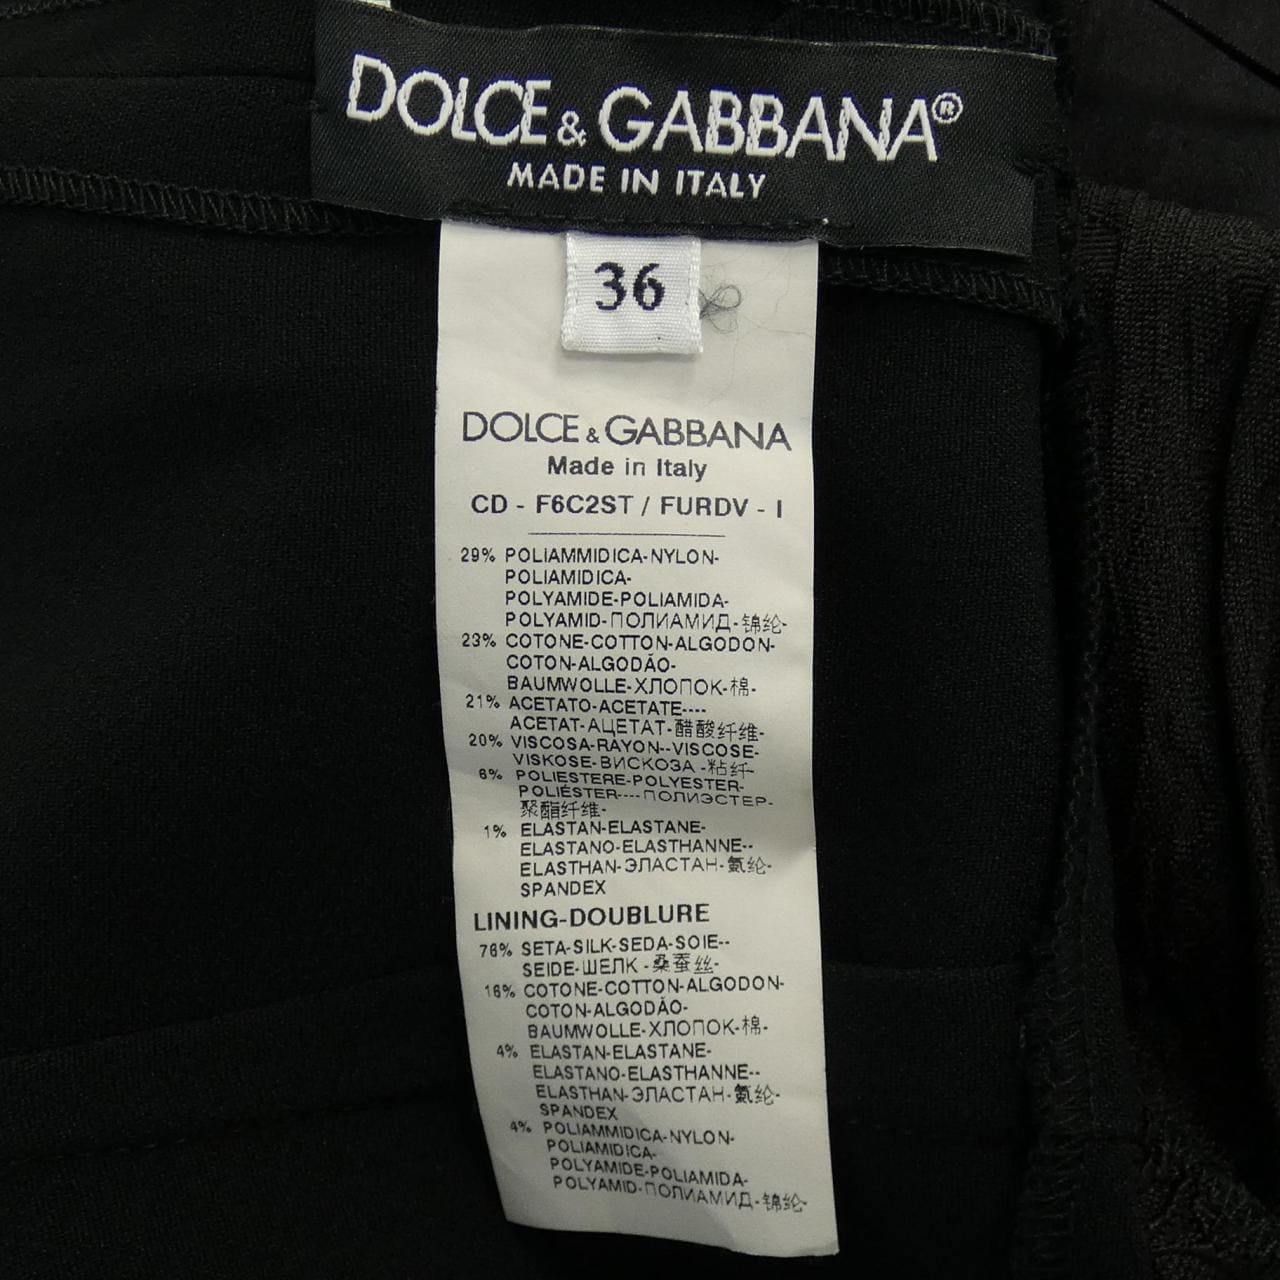 DOLCE & GABBANA®
MADE IN ITALY
36
DOLCE & GABBANA
Made in Italy
CD - F6C2ST / FURDV - I
29% POLIAMMIDICA-NYLON-
POLIAMIDICA-
POLYAMIDE-POLIAMIDA-
POLYAMID-ПОЛИАМИД-锦纶-
23% COTONE-COTTON-ALGODON-
COTON-ALGODÃO-
BAUMWOLLE-ХЛОПОК-棉-
21% ACETATO-ACETATE----
ACETAT-АЦЕТАТ-醋酸纤维-
20% VISCOSA-RAYON--VISCOSE-
VISKOSE-ВИСКОЗА -粘纤-
6% POLIESTERE-POLYESTER-
POLIÉSTER----ПОЛИЭСТЕР-
聚酯纤维-
1% ELASTAN-ELASTANE-
ELASTANO-ELASTHANNE--
ELASTHAN-ЭЛАСТАН-氨纶-
SPANDEX
LINING-DOUBLURE
76% SETA-SILK-SEDA-SOIE--
SEIDE-ШЕЛК -桑蚕丝-
16% COTONE-COTTON-ALGODON-
COTON-ALGODÃO-
BAUMWOLLE-ХЛОПОК-棉-
4% ELASTAN-ELASTANE-
ELASTANO-ELASTHANNE--
ELASTHAN-ЭЛАСТАН-氨纶-
SPANDEX
4% POLIAMMIDICA-NYLON-
POLIAMIDICA-
POLYAMIDE-POLIAMIDA-
POLYAMID-ПОЛИАМИД-锦纶-